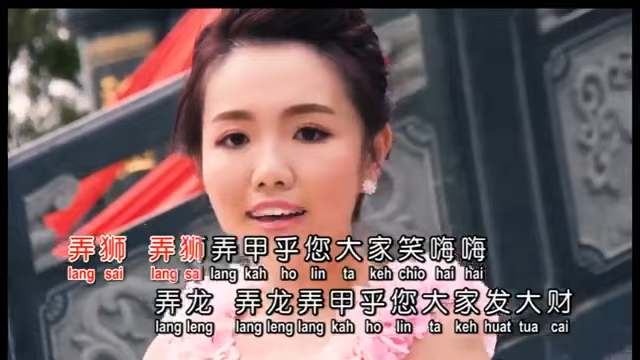 弄狮 弄狮弄甲乎您大家笑嗨嗨
lang sai lang sa lang kah ho lin ta keh chio hai hai
弄龙 弄龙弄甲乎您大家发大财
lang leng lang leng lang kah ho lin ta keh huat tua cai